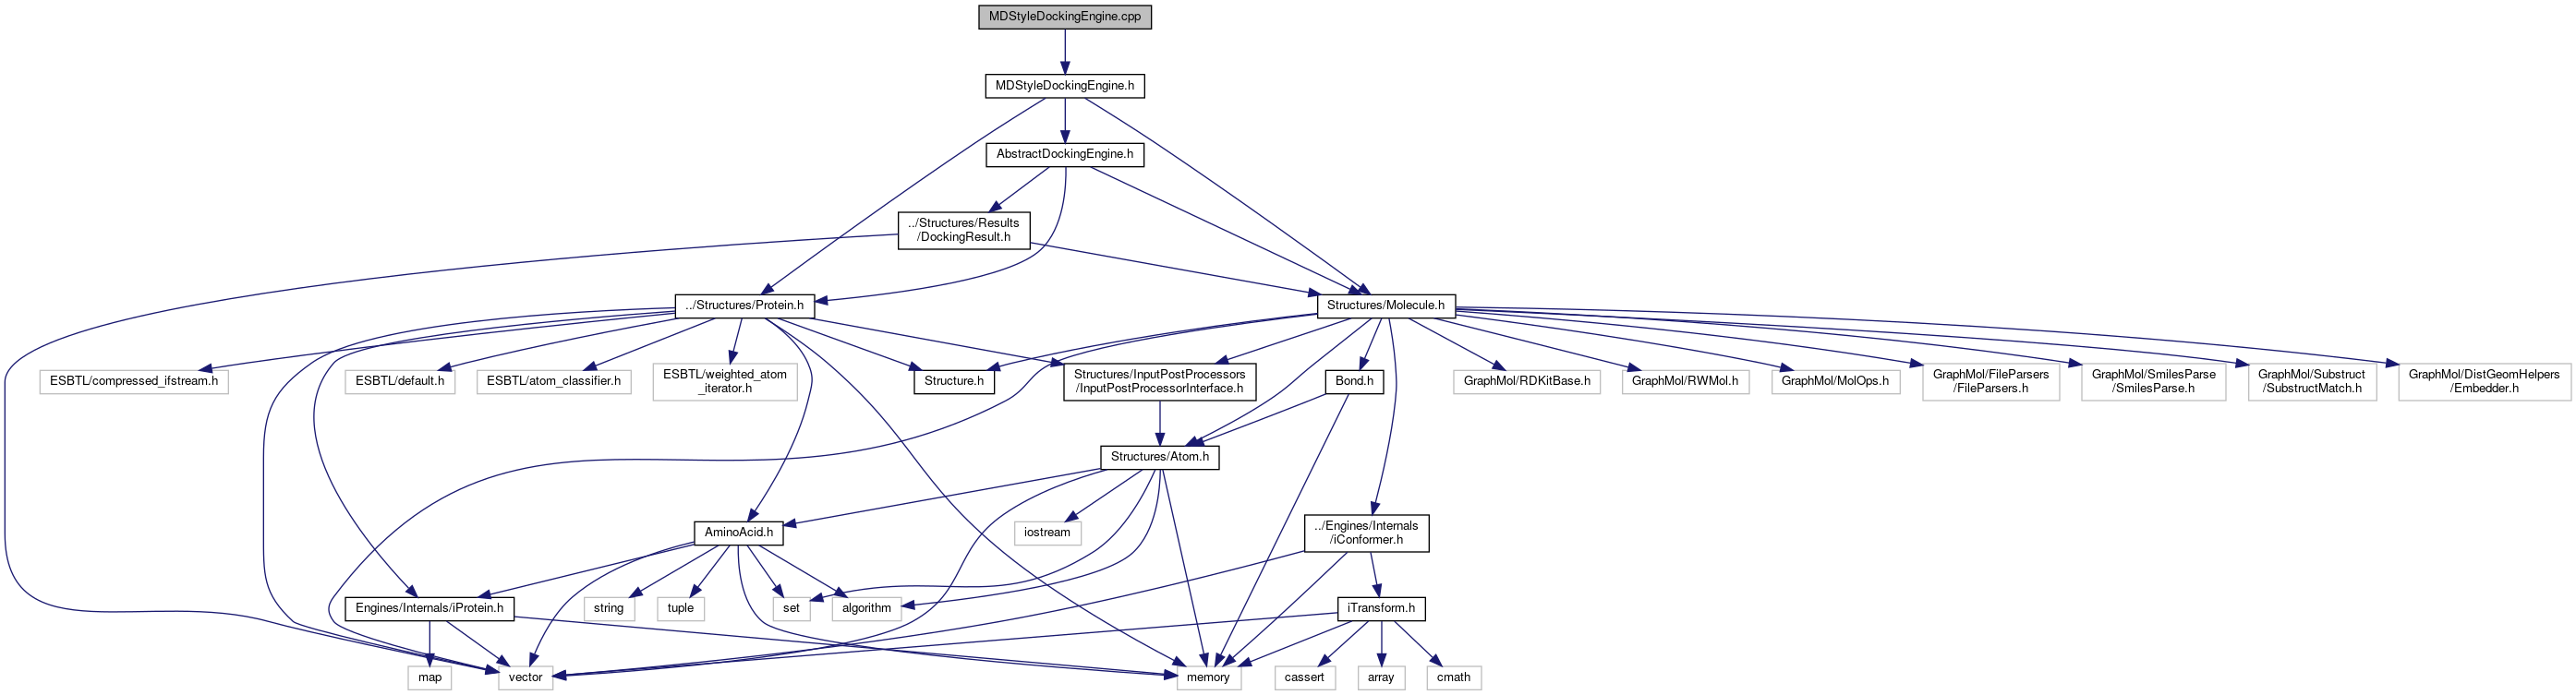 MDStyleDockingEngine.cpp
MDStyleDockingEngine.h
AbstractDockingEngine.h
../Structures/Results
/DockingResult.h
../Structures/Protein.h
Structures/Molecule.h
ESBTL/compressed_ifstream.h
ESBTL/default.h
ESBTL/atom_classifier.h
ESBTL/weighted_atom
_iterator.h
Structure.h
Structures/InputPostProcessors
/InputPostProcessorInterface.h
Bond.h
GraphMol/RDKitBase.h
GraphMol/RWMol.h
GraphMol/MolOps.h
GraphMol/FileParsers
/FileParsers.h
GraphMol/SmilesParse
/SmilesParse.h
GraphMol/Substruct
/SubstructMatch.h
GraphMol/DistGeomHelpers
/Embedder.h
Structures/Atom.h
AminoAcid.h
iostream
../Engines/Internals
/iConformer.h
Engines/Internals/iProtein.h
string
tuple
set
algorithm
iTransform.h
map
vector
memory
cassert
array
cmath